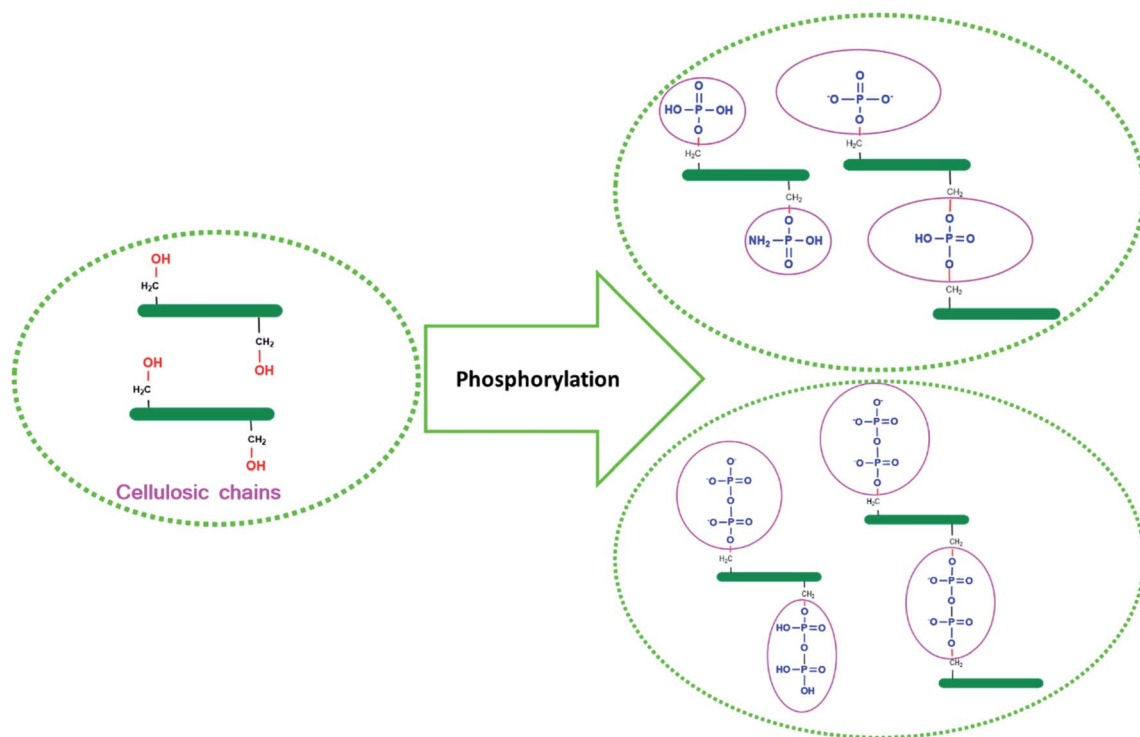 OH
H₂C
CH₂
OH
OH
H₂C
CH₂
OH
Cellulosic chains
Phosphorylation
O
HO-P-OH
O
H₂C
CH₂
O
NH₂-P-OH
O
O
⁻O-P-O⁻
O
H₂C
CH₂
O
HO-P=O
O
CH₂
O⁻
⁻O-P=O
O
⁻O-P=O
O
H₂C
CH₂
O
HO-P=O
O
HO-P=O
OH
O⁻
⁻O-P=O
O
⁻O-P=O
O
H₂C
CH₂
O
⁻O-P=O
O
⁻O-P=O
O
CH₂